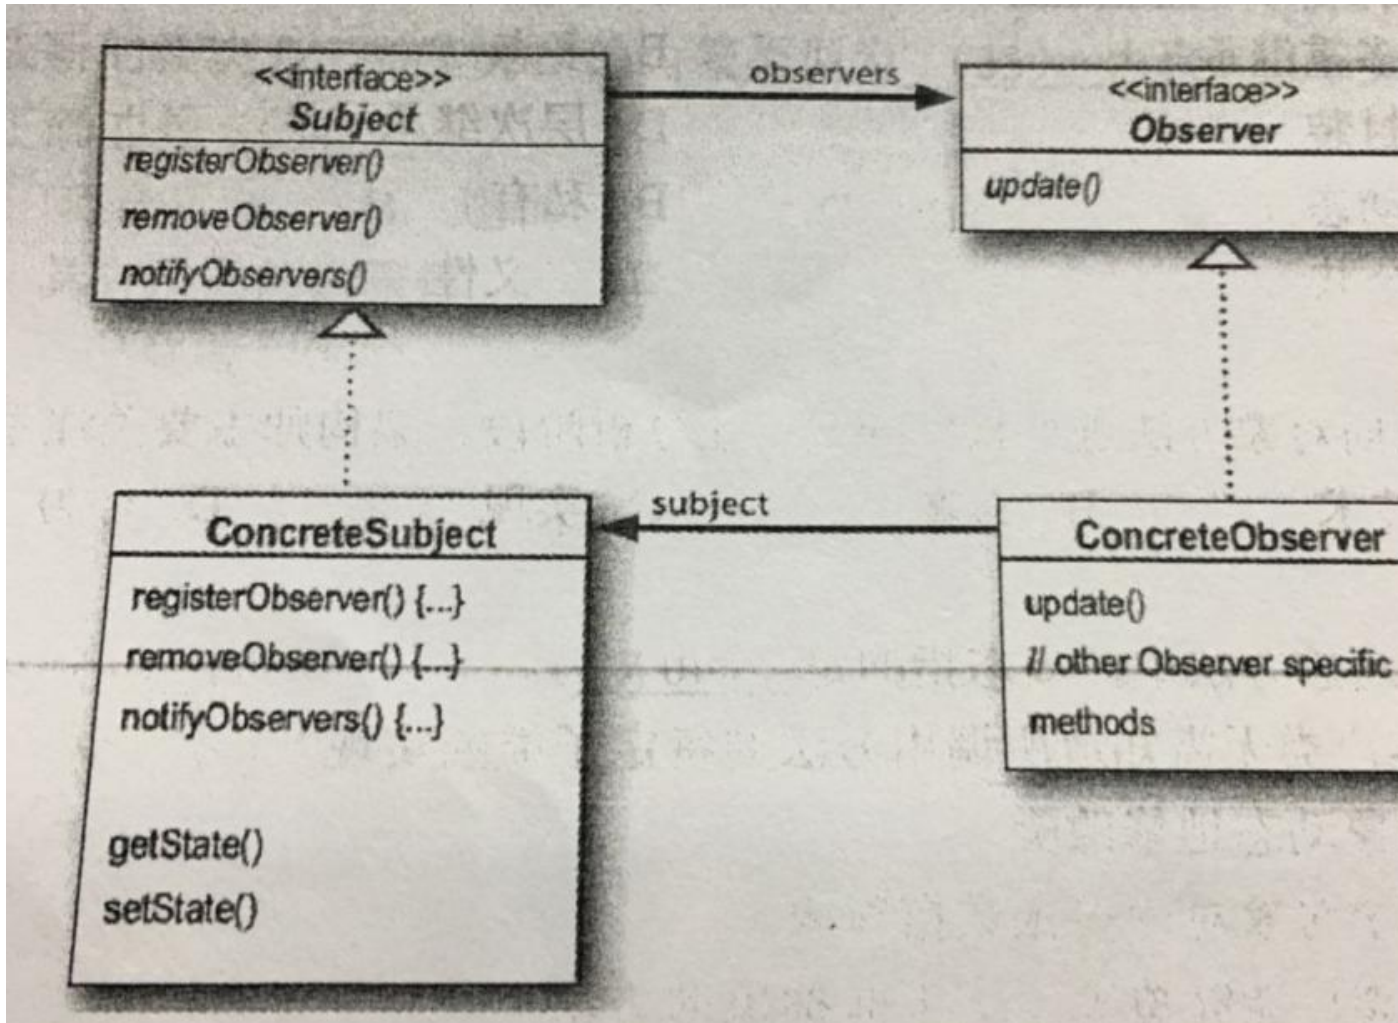 <<interface>>
Subject
registerObserver()
removeObserver()
notifyObservers()
observers
<<interface>>
Observer
update()
ConcreteSubject
registerObserver() {...}
removeObserver() {...}
notifyObservers() {...}
getState()
setState()
subject
ConcreteObserver
update()
// other Observer specific
methods